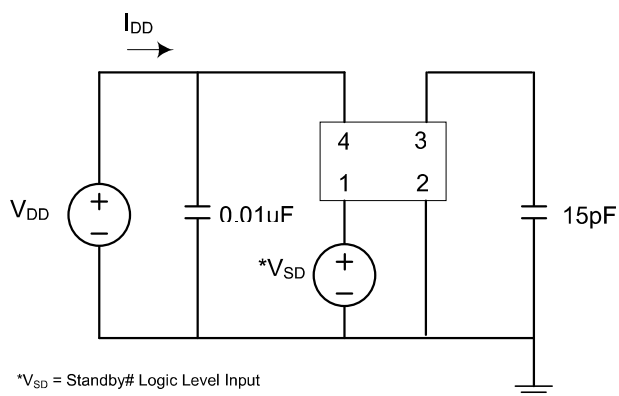 IDD
4 3
1 2
VDD
0.01uF
*VSD
15pF
*VSD = Standby# Logic Level Input